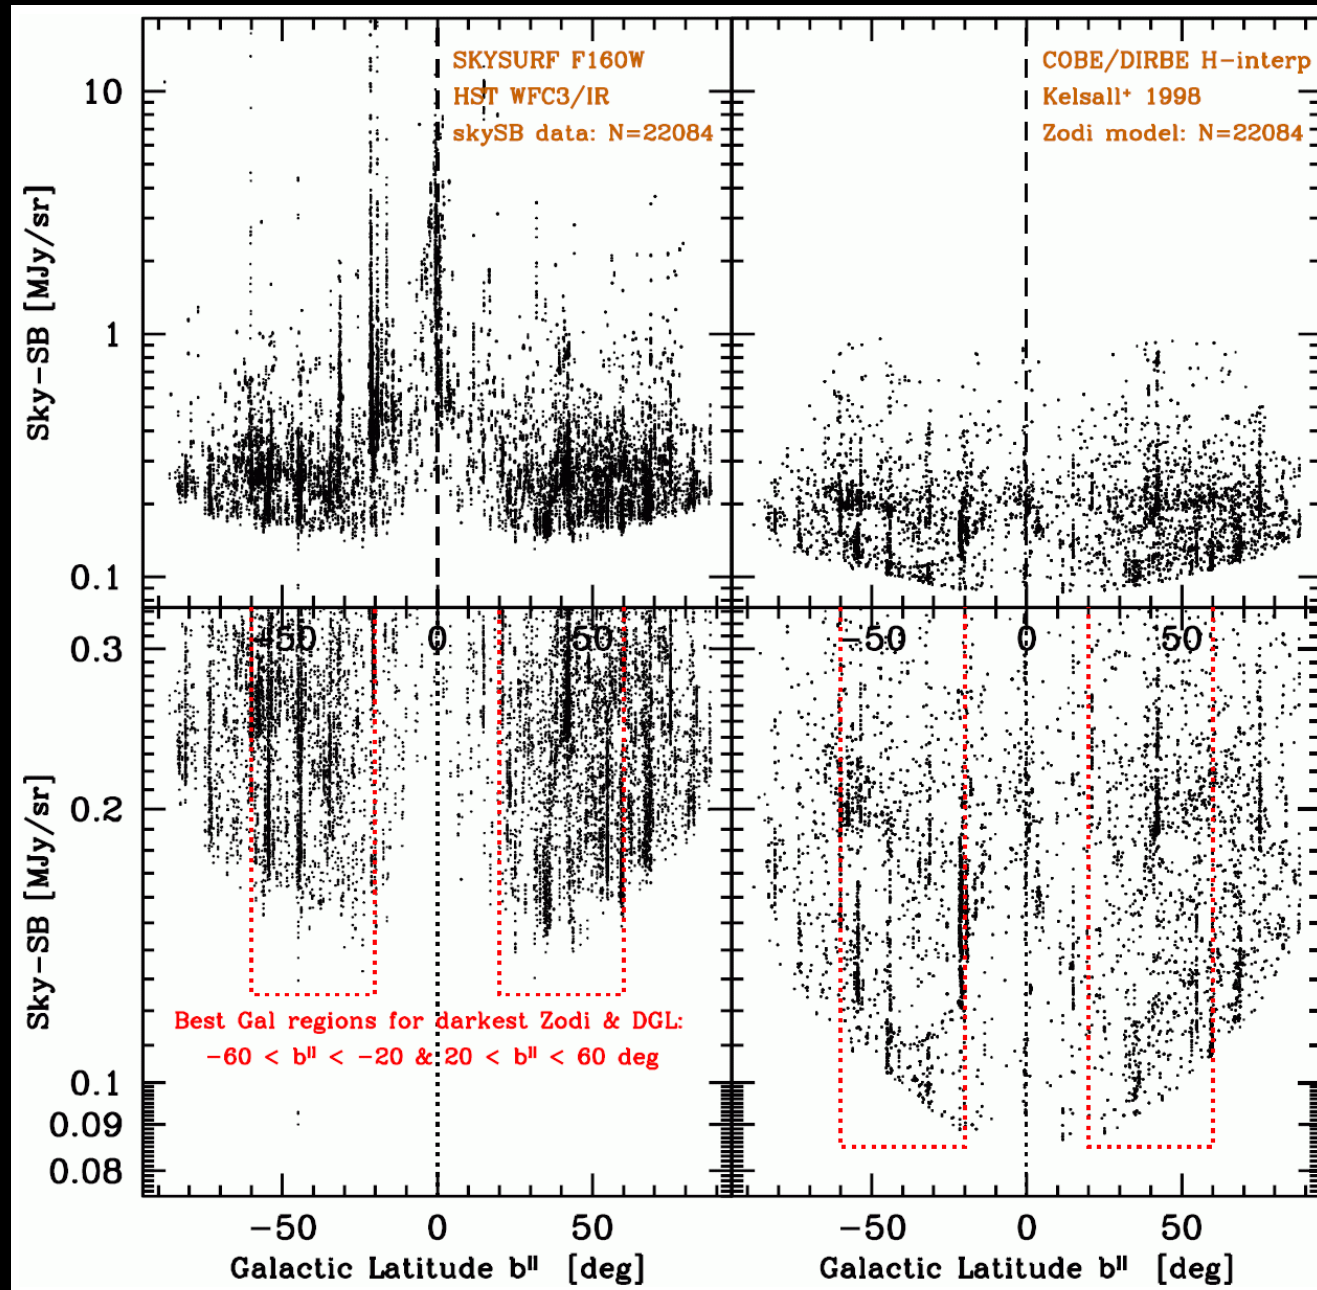 SKYSURF F160W
HST WFC3/IR
skySB data: N=22084
COBE/DIRBE H-interp
Kelsall⁺ 1998
Zodi model: N=22084
10
1
0.1
Sky-SB [MJy/sr]
-50 0 50
-50 0 50
0.3
0.2
0.1
0.09
0.08
Sky-SB [MJy/sr]
Best Gal regions for darkest Zodi & DGL:
-60 < bᴵᴵ < -20 & 20 < bᴵᴵ < 60 deg
-50 0 50
-50 0 50
Galactic Latitude bᴵᴵ [deg]
Galactic Latitude bᴵᴵ [deg]